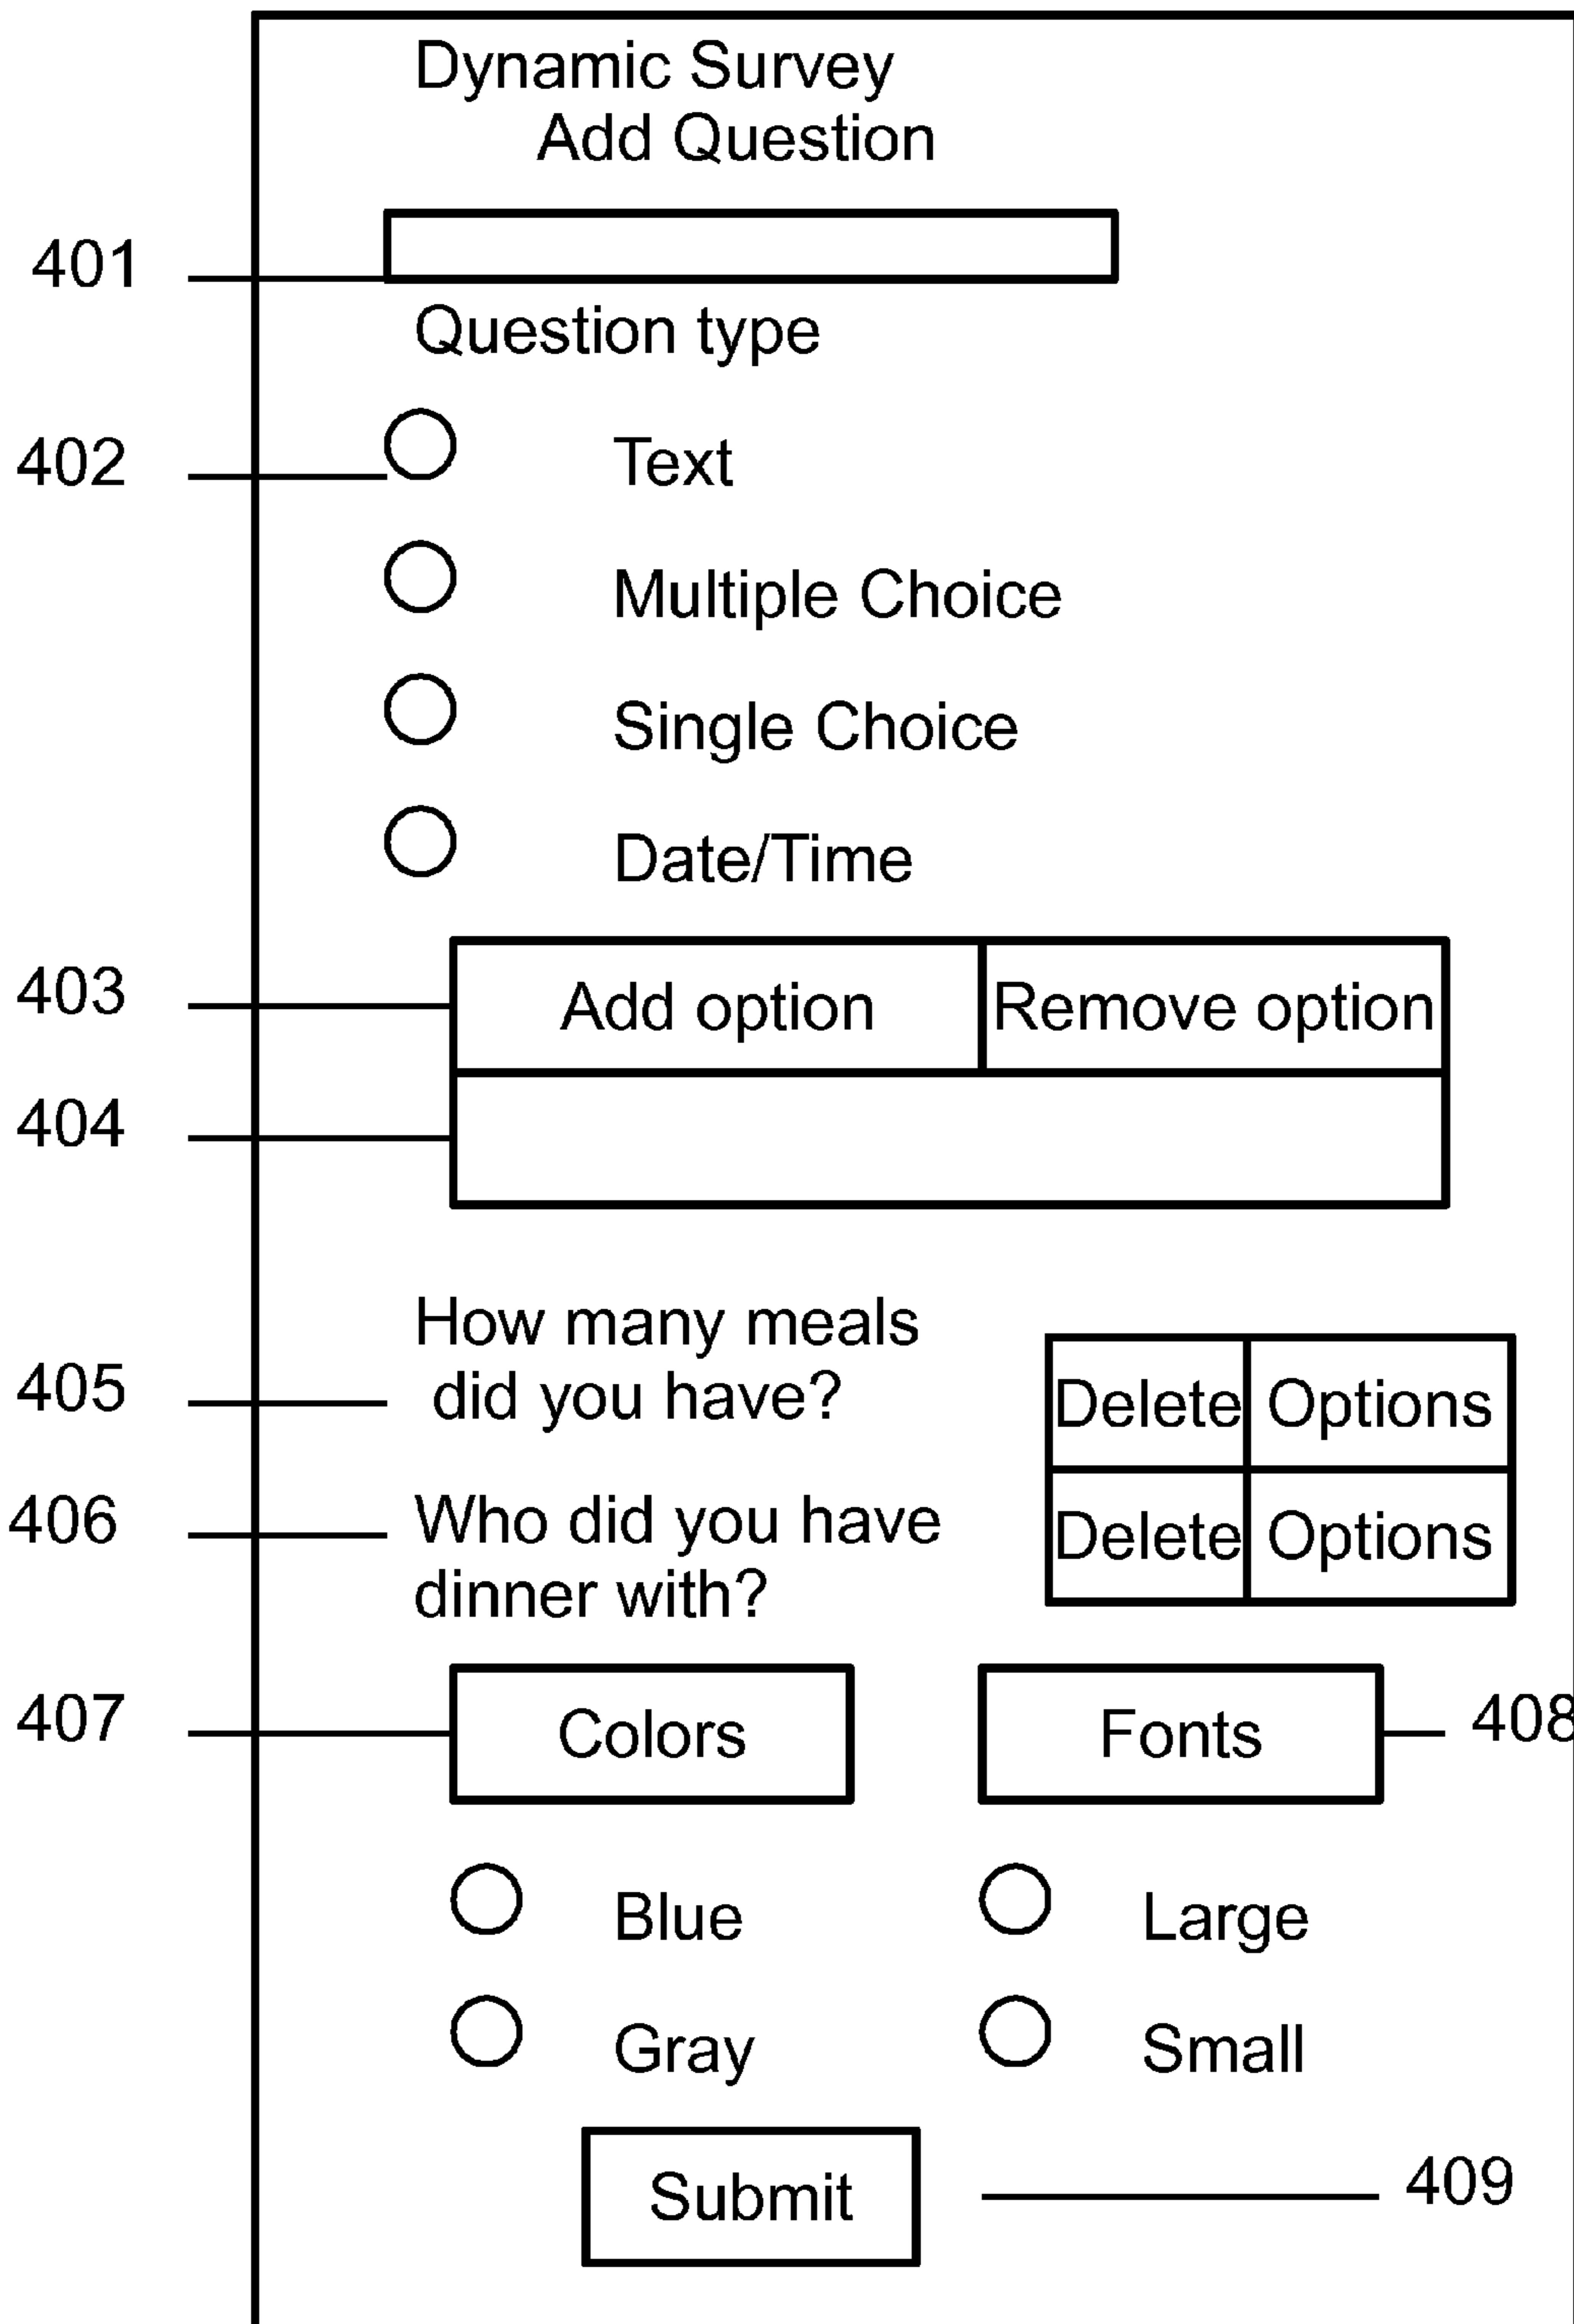 Dynamic Survey
Add Question
401
Question type
402 Text
Multiple Choice
Single Choice
Date/Time
403 Add option Remove option
404
How many meals
405 did you have? Delete Options
406 Who did you have Delete Options
dinner with?
407 Colors Fonts 408
Blue Large
Gray Small
Submit 409